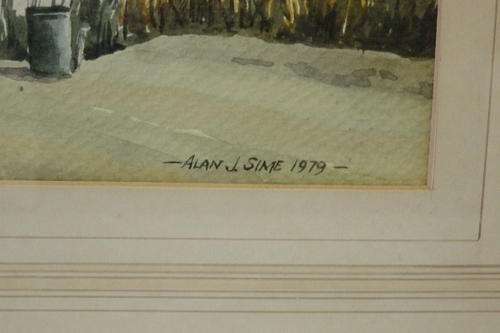 — ALAN J. SIME 1979 —